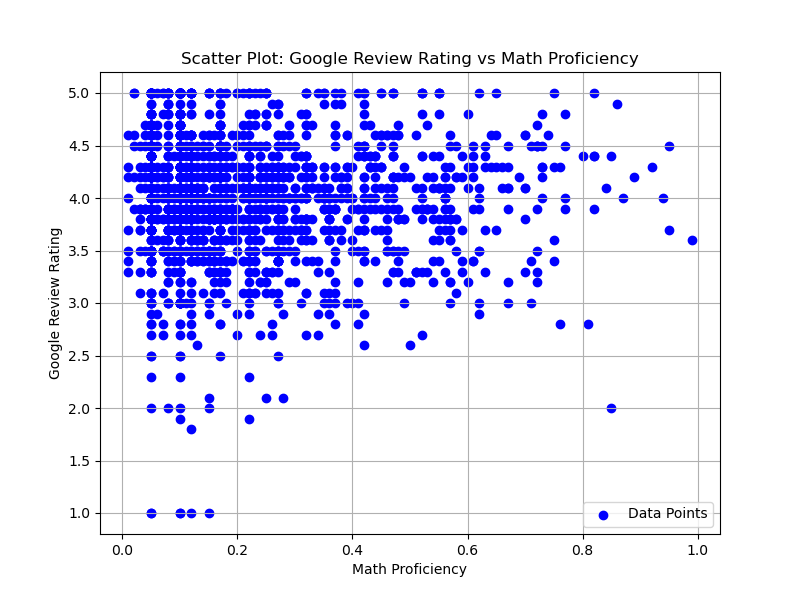 Scatter Plot: Google Review Rating vs Math Proficiency
5.0
4.5
4.0
3.5
3.0
2.5
2.0
1.5
1.0
Google Review Rating
Data Points
0.0 0.2 0.4 0.6 0.8 1.0
Math Proficiency